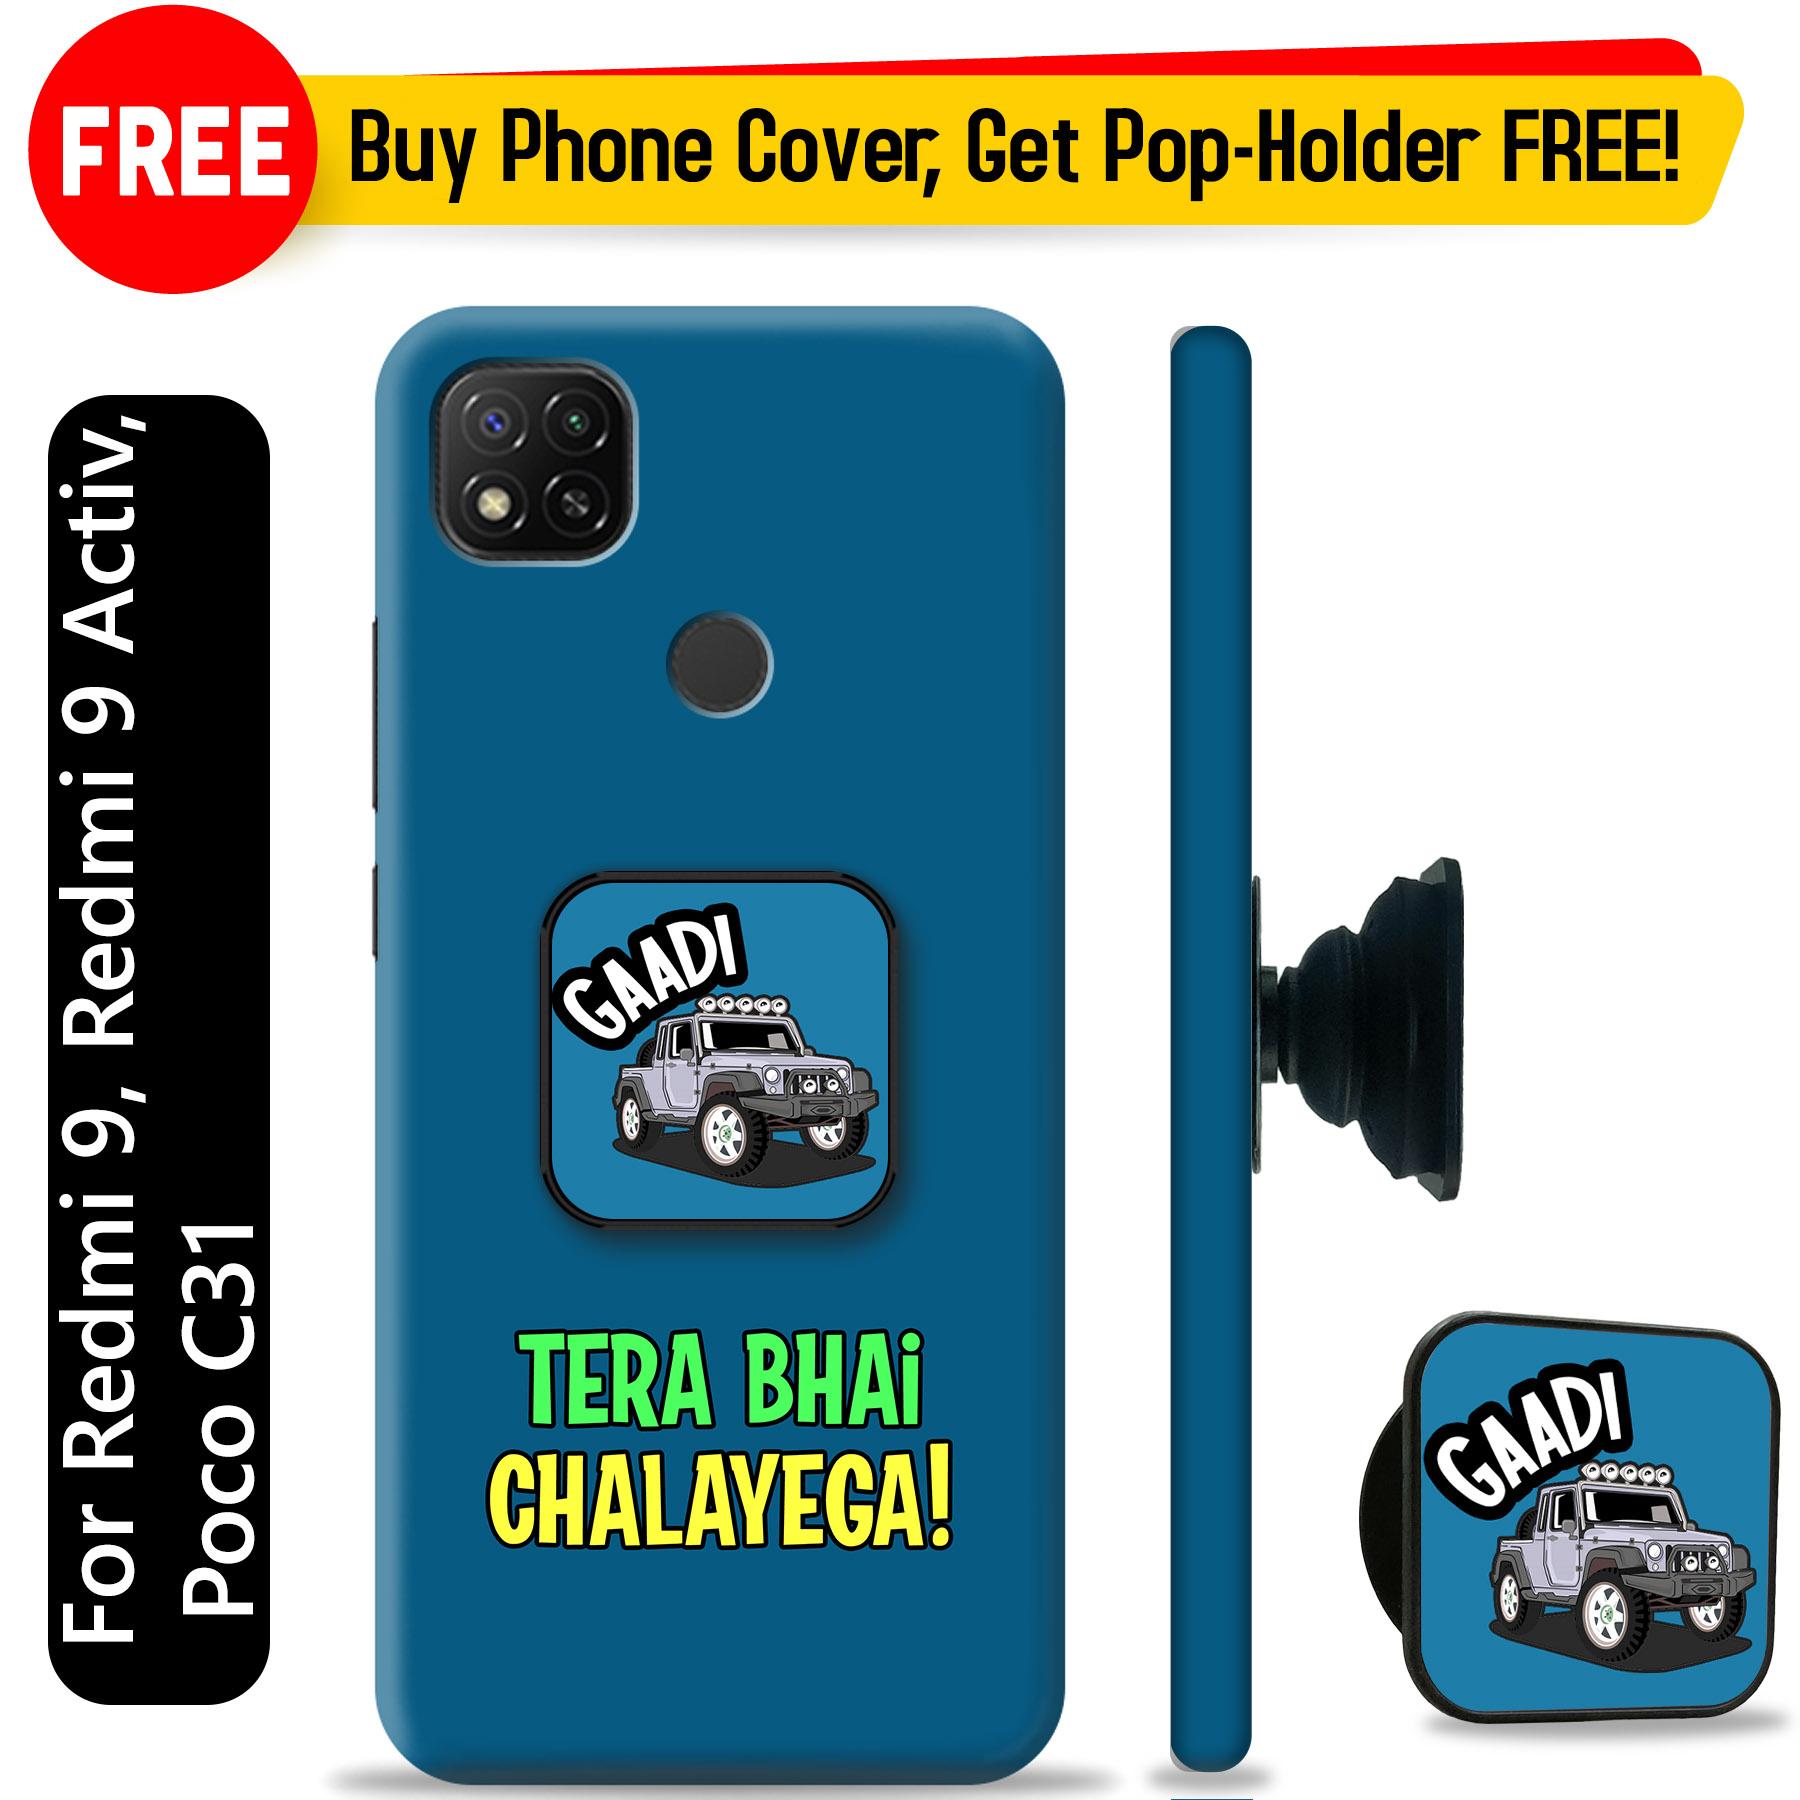 FREE
Buy Phone Cover, Get Pop-Holder FREE!
For Redmi 9, Redmi 9 Activ,
Poco C31
GAADI
TERA BHAi
CHALAYEGA!
GAADI